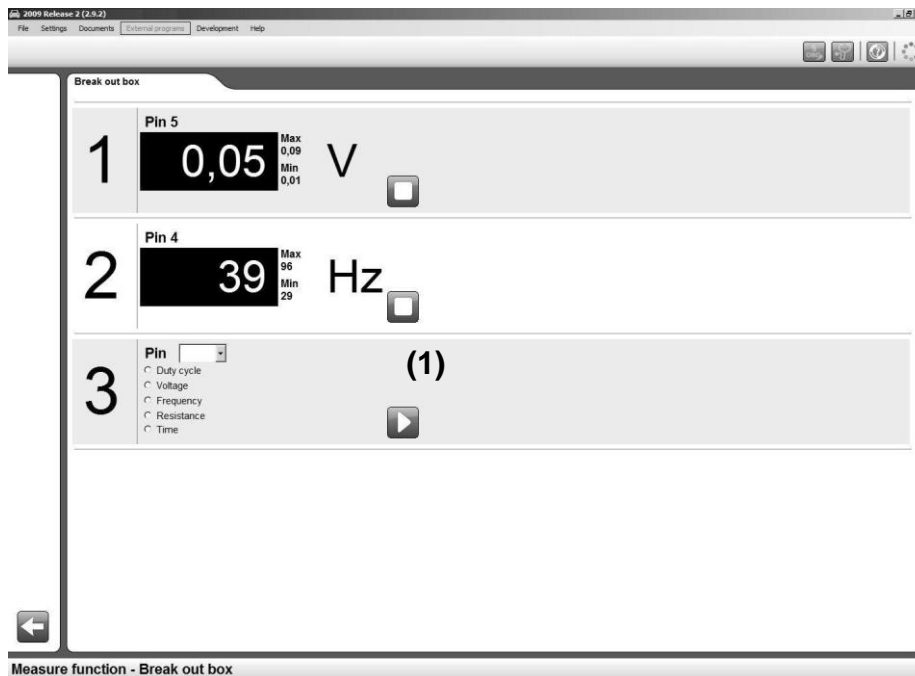 2009 Release 2 (2.9.2)
File Settings Documents External programs Development Help
Break out box
1
Pin 5
0,05
Max
0,09
Min
0,01
V
2
Pin 4
39
Max
96
Min
29
Hz
3
Pin
Duty cycle
Voltage
Frequency
Resistance
Time
(1)
Measure function - Break out box